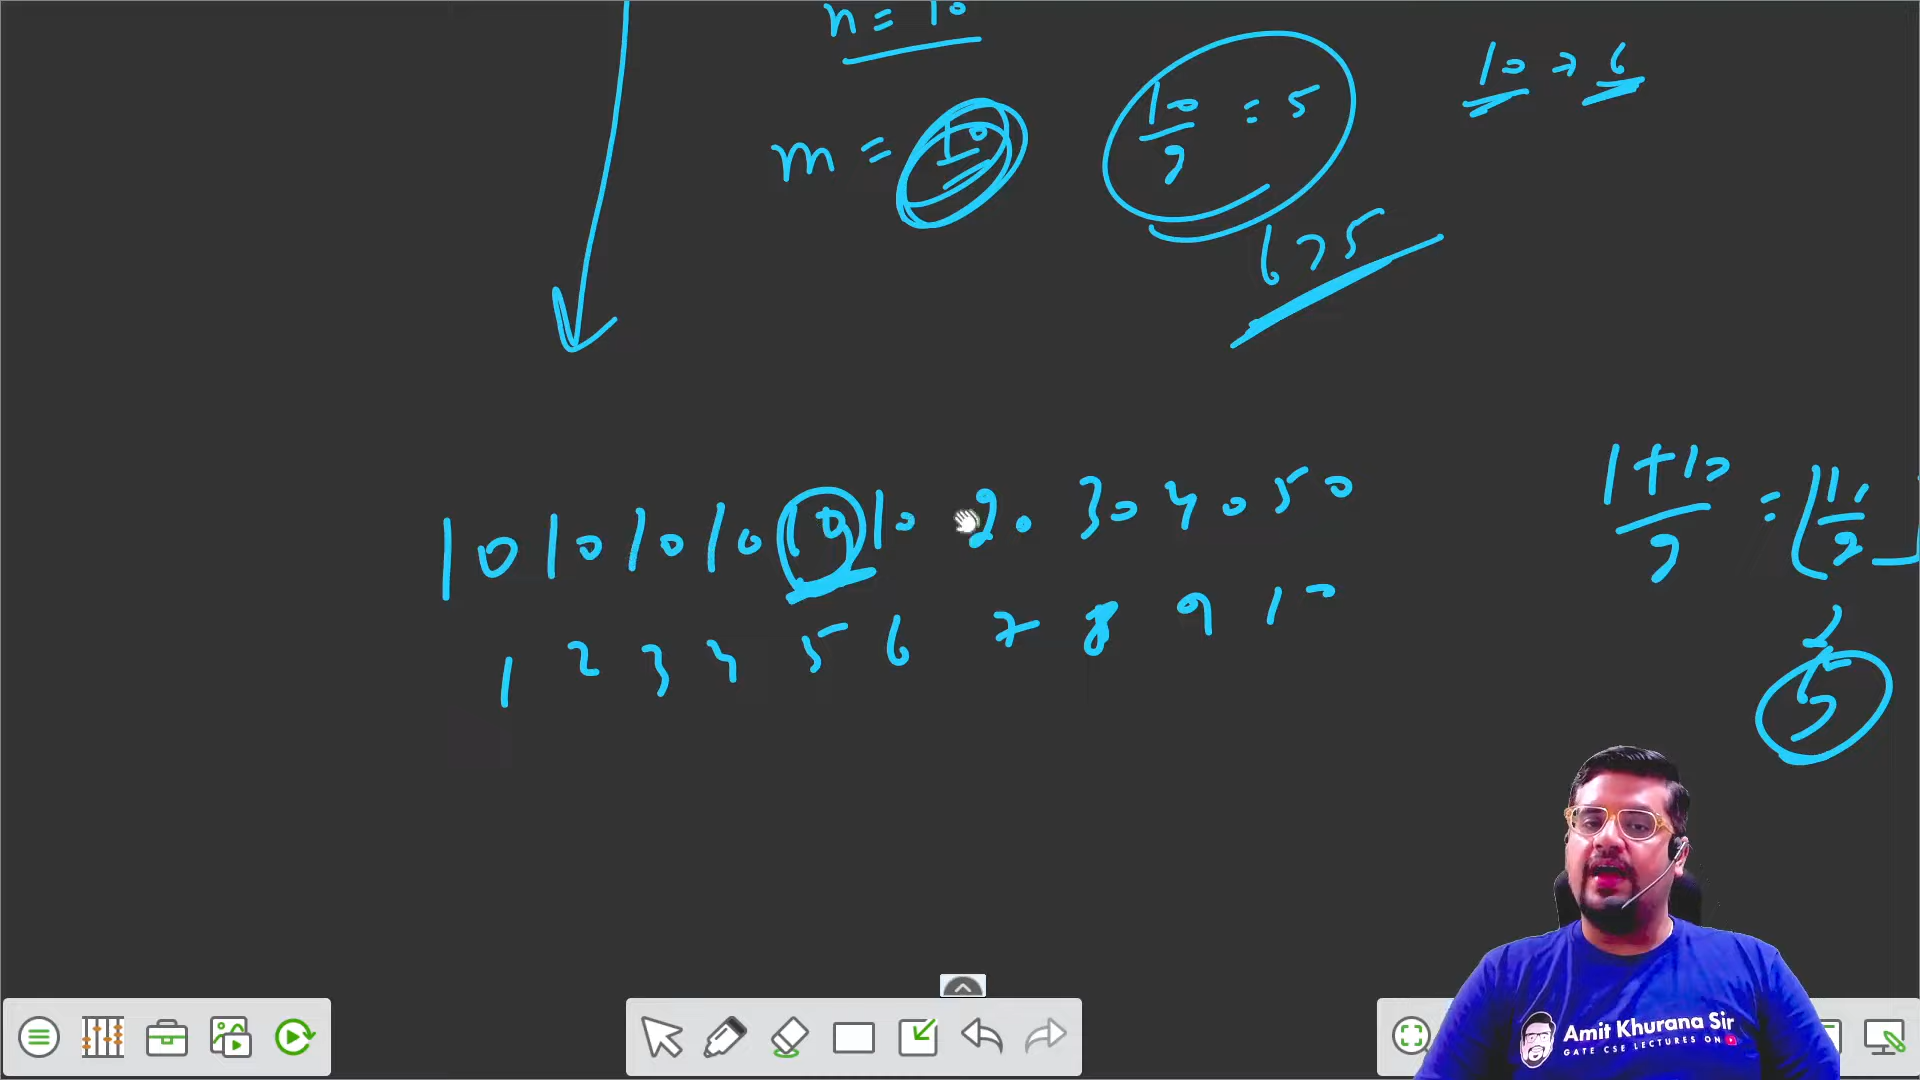 n = 10
m = 10
10/2 = 5
10 → 6
6 > 5
10 10 10 10 10 10 20 30 40 50
1 2 3 4 5 6 7 8 9 10
1+10/2 = ⌊11/2⌋
5
Amit Khurana Sir
GATE CSE LECTURES ON